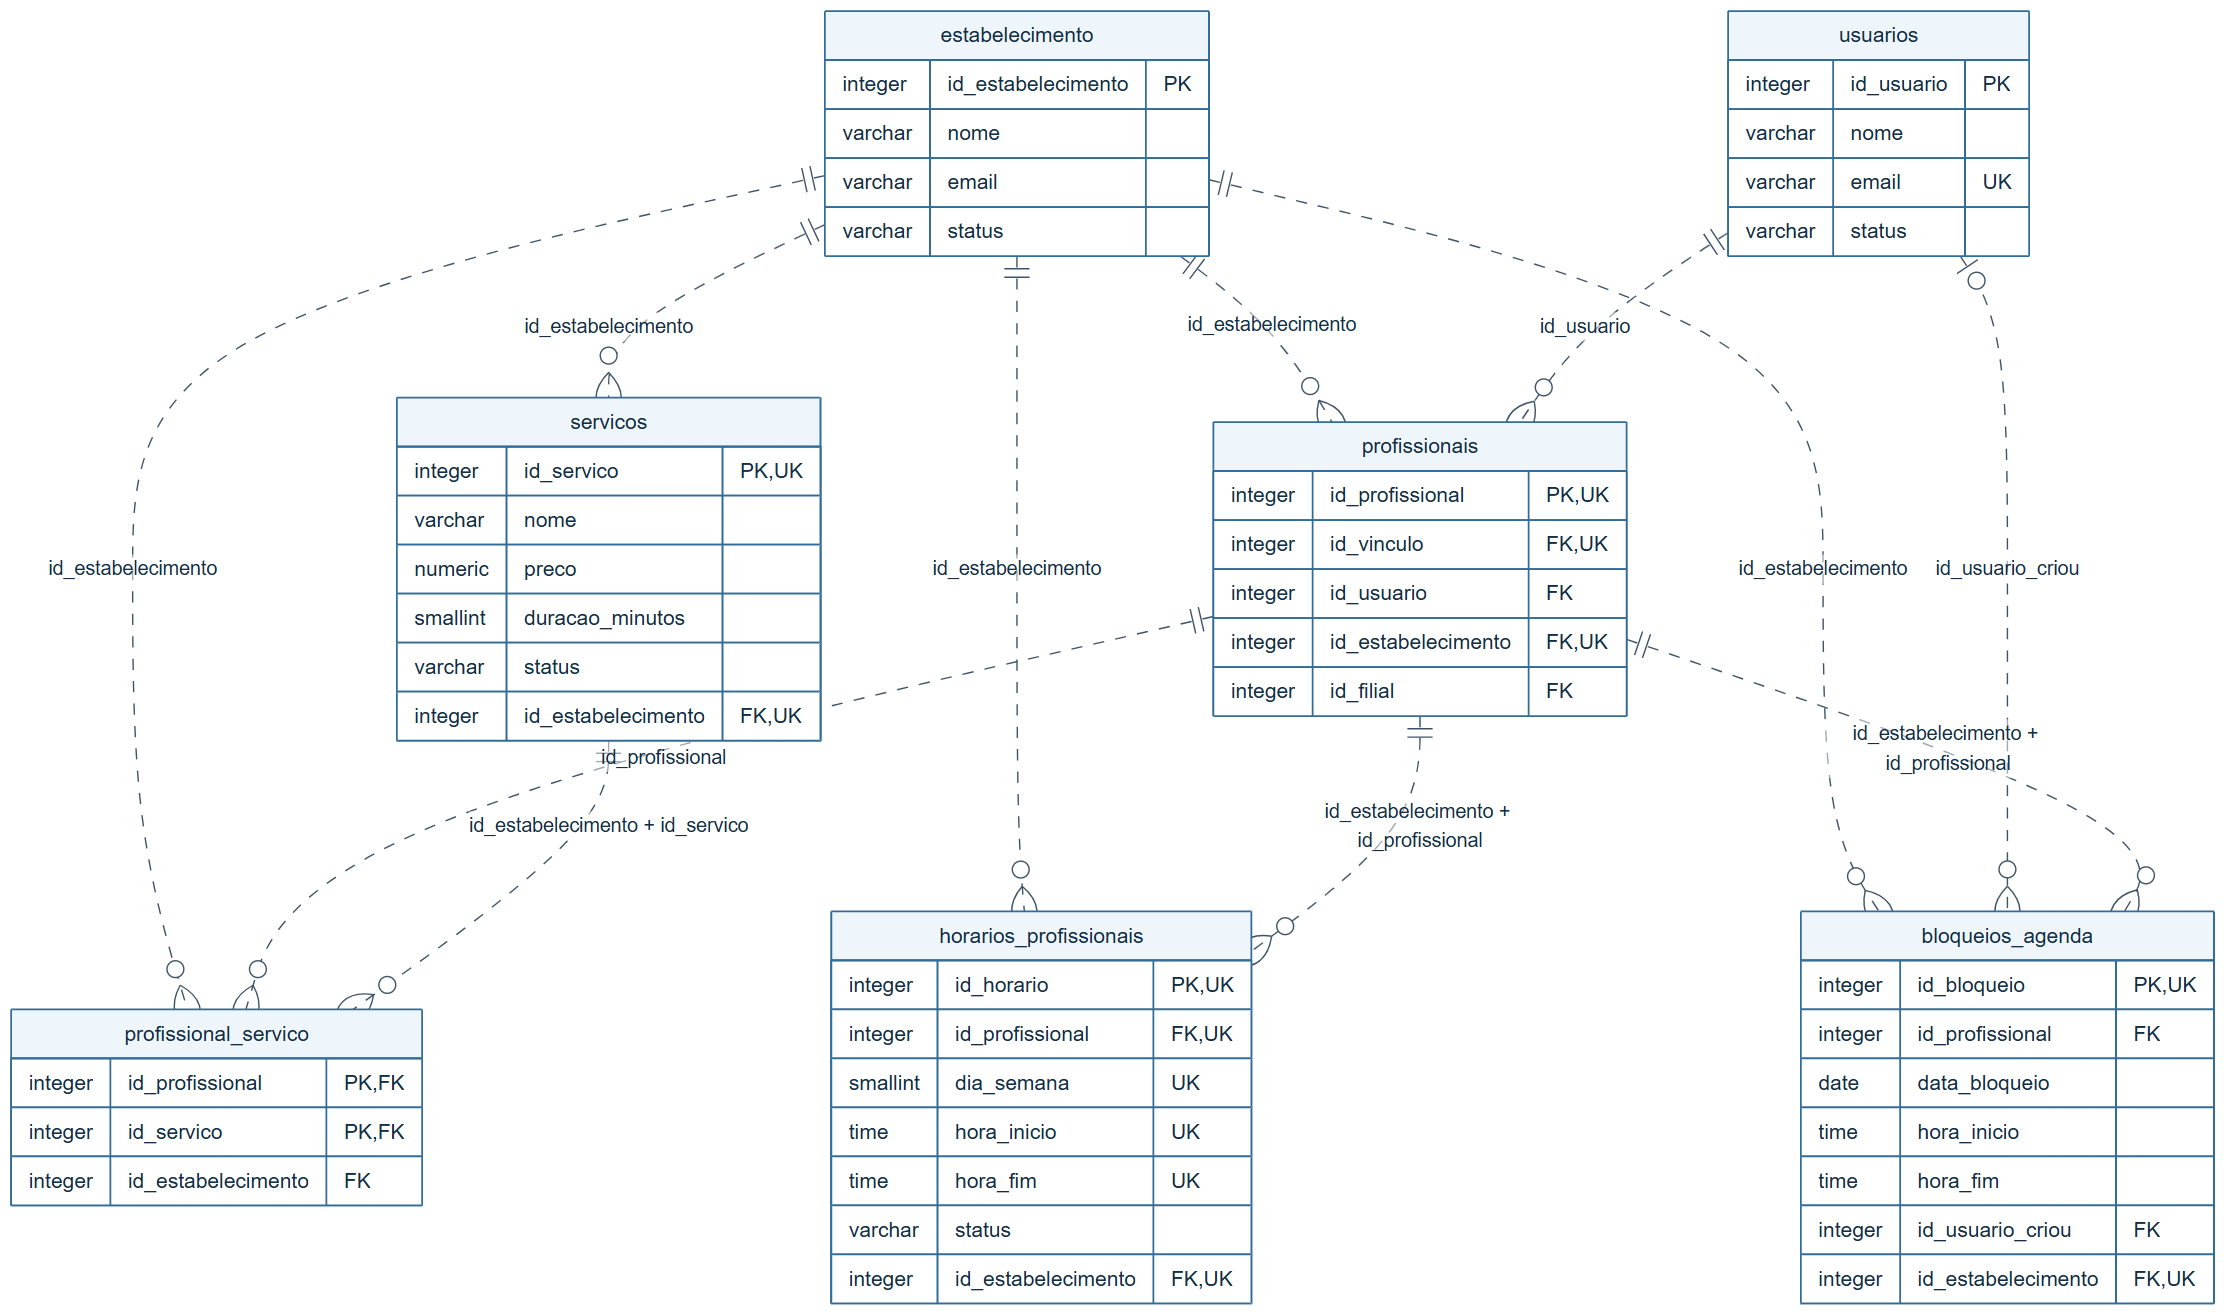 estabelecimento
integer id_estabelecimento PK
varchar nome
varchar email
varchar status
usuarios
integer id_usuario PK
varchar nome
varchar email UK
varchar status
id_estabelecimento
id_estabelecimento
id_usuario
servicos
integer id_servico PK,UK
varchar nome
numeric preco
smallint duracao_minutos
varchar status
integer id_estabelecimento FK,UK
profissionais
integer id_profissional PK,UK
integer id_vinculo FK,UK
integer id_usuario FK
integer id_estabelecimento FK,UK
integer id_filial FK
id_estabelecimento
id_estabelecimento
id_estabelecimento
id_usuario_criou
id_profissional
id_estabelecimento + id_servico
id_estabelecimento +
id_profissional
id_estabelecimento +
id_profissional
profissional_servico
integer id_profissional PK,FK
integer id_servico PK,FK
integer id_estabelecimento FK
horarios_profissionais
integer id_horario PK,UK
integer id_profissional FK,UK
smallint dia_semana UK
time hora_inicio UK
time hora_fim UK
varchar status
integer id_estabelecimento FK,UK
bloqueios_agenda
integer id_bloqueio PK,UK
integer id_profissional FK
date data_bloqueio
time hora_inicio
time hora_fim
integer id_usuario_criou FK
integer id_estabelecimento FK,UK